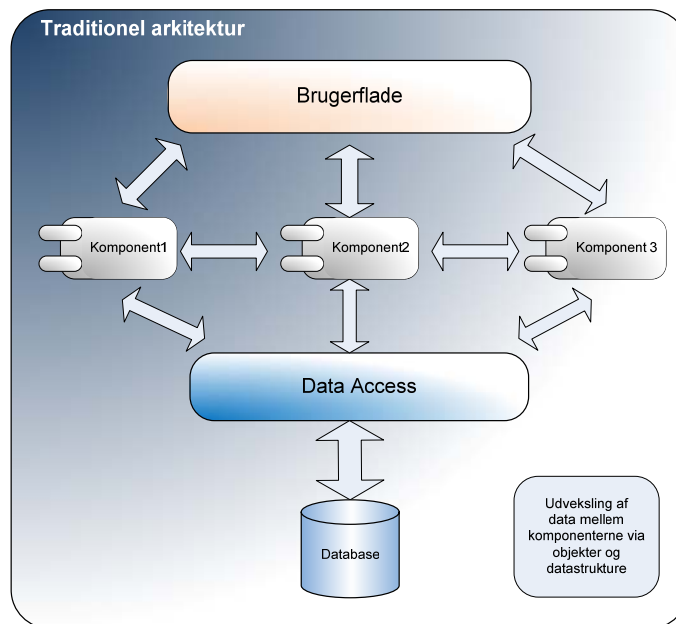 Traditionel arkitektur
Brugerflade
Komponent1
Komponent2
Komponent 3
Data Access
Database
Udveksling af
data mellem
komponenterne via
objekter og
datastrukture